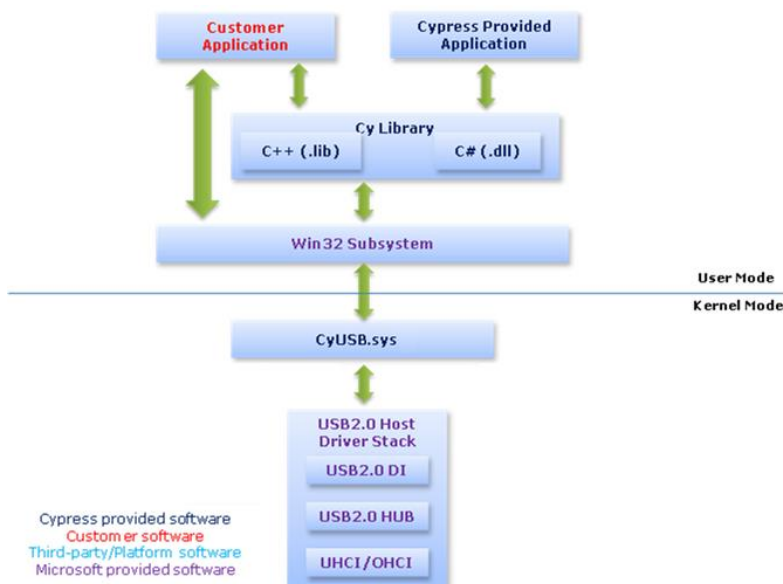 Customer
Application
Cypress Provided
Application
Cy Library
C++ (.lib)
C# (.dll)
Win32 Subsystem
User Mode
Kernel Mode
CyUSB.sys
USB2.0 Host
Driver Stack
USB2.0 DI
USB2.0 HUB
UHCI/OHCI
Cypress provided software
Customer software
Third-party/Platform software
Microsoft provided software